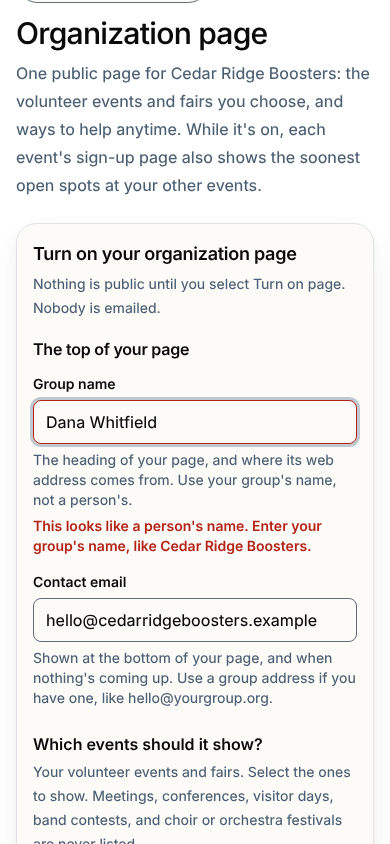 Organization page
One public page for Cedar Ridge Boosters: the
volunteer events and fairs you choose, and
ways to help anytime. While it's on, each
event's sign-up page also shows the soonest
open spots at your other events.
Turn on your organization page
Nothing is public until you select Turn on page.
Nobody is emailed.
The top of your page
Group name
Dana Whitfield
The heading of your page, and where its web
address comes from. Use your group's name,
not a person's.
This looks like a person's name. Enter your
group's name, like Cedar Ridge Boosters.
Contact email
hello@cedarridgeboosters.example
Shown at the bottom of your page, and when
nothing's coming up. Use a group address if you
have one, like hello@yourgroup.org.
Which events should it show?
Your volunteer events and fairs. Select the ones
to show. Meetings, conferences, visitor days,
band contests, and choir or orchestra festivals
are never listed.